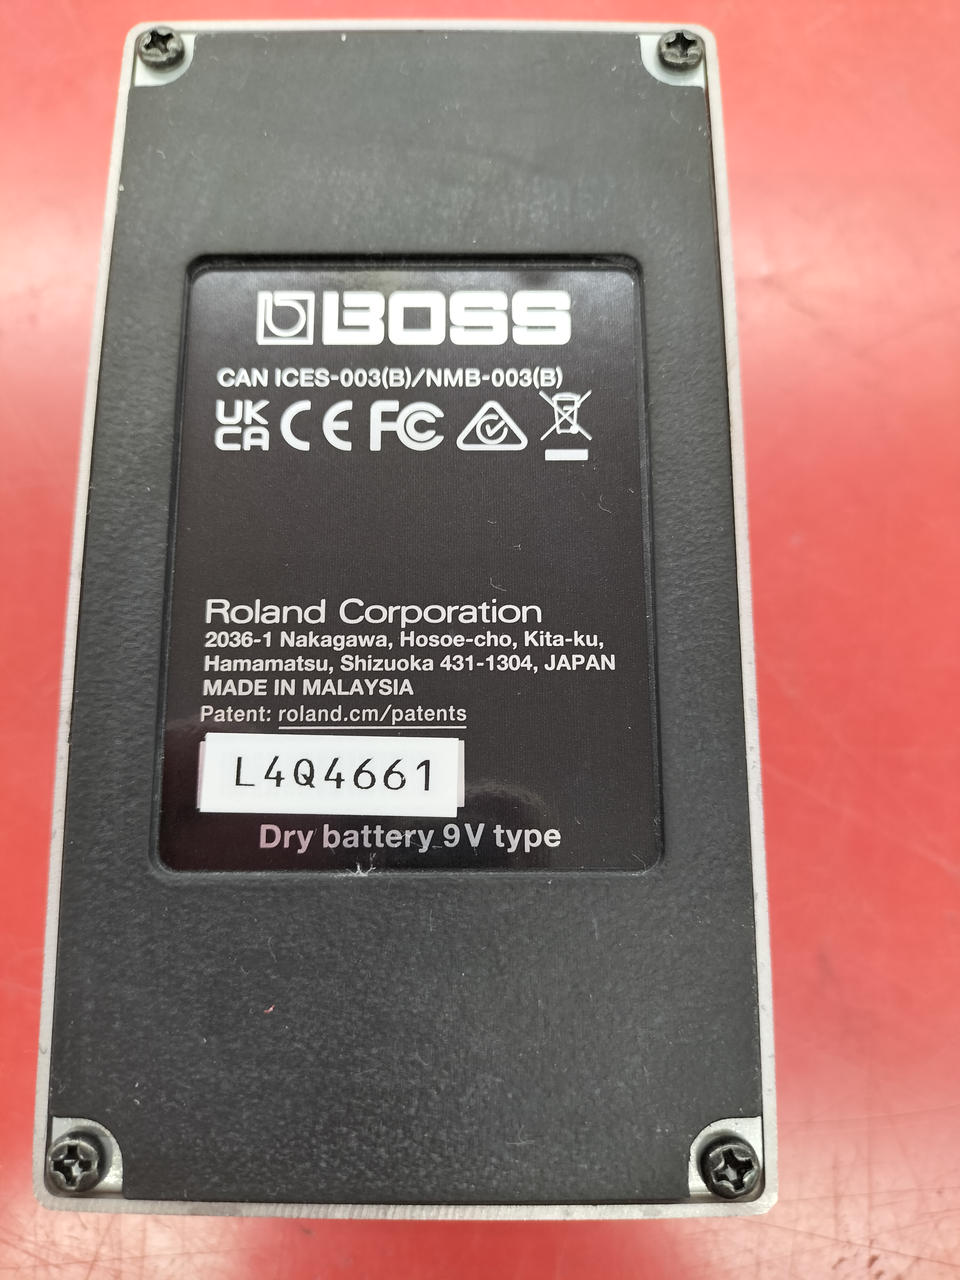 BOSS
CAN ICES-003(B)/NMB-003(B)
UK CA CE FC
Roland Corporation
2036-1 Nakagawa, Hosoe-cho, Kita-ku,
Hamamatsu, Shizuoka 431-1304, JAPAN
MADE IN MALAYSIA
Patent: roland.cm/patents
L4Q4661
Dry battery 9V type